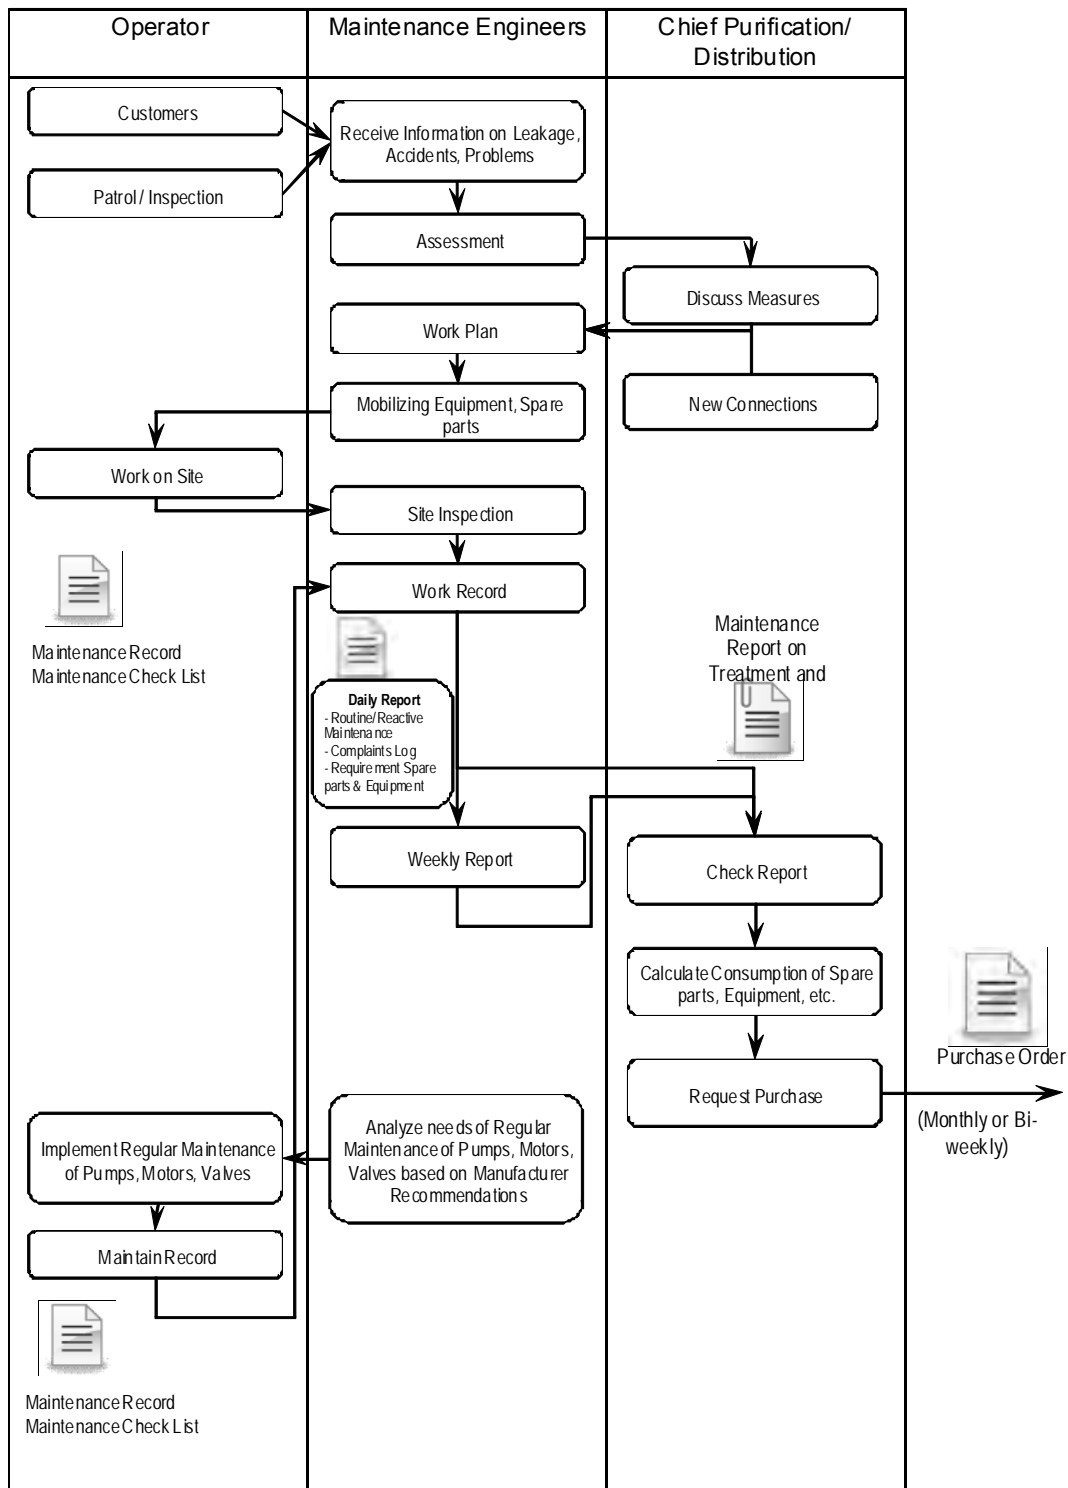 Operator
Maintenance Engineers
Chief Purification/
Distribution
Customers
Receive Information on Leakage,
Accidents, Problems
Patrol / Inspection
Assessment
Discuss Measures
Work Plan
Mobilizing Equipment, Spare
parts
New Connections
Work on Site
Site Inspection
Work Record
Maintenance Record
Maintenance Check List
Maintenance
Report on
Treatment and
Daily Report
- Routine/Reactive
Maintenance
- Complaints Log
- Requirement Spare
parts & Equipment
Weekly Report
Check Report
Calculate Consumption of Spare
parts, Equipment, etc.
Purchase Order
Request Purchase
(Monthly or Bi-
weekly)
Implement Regular Maintenance
of Pumps, Motors, Valves
Analyze needs of Regular
Maintenance of Pumps, Motors,
Valves based on Manufacturer
Recommendations
Maintain Record
Maintenance Record
Maintenance Check List